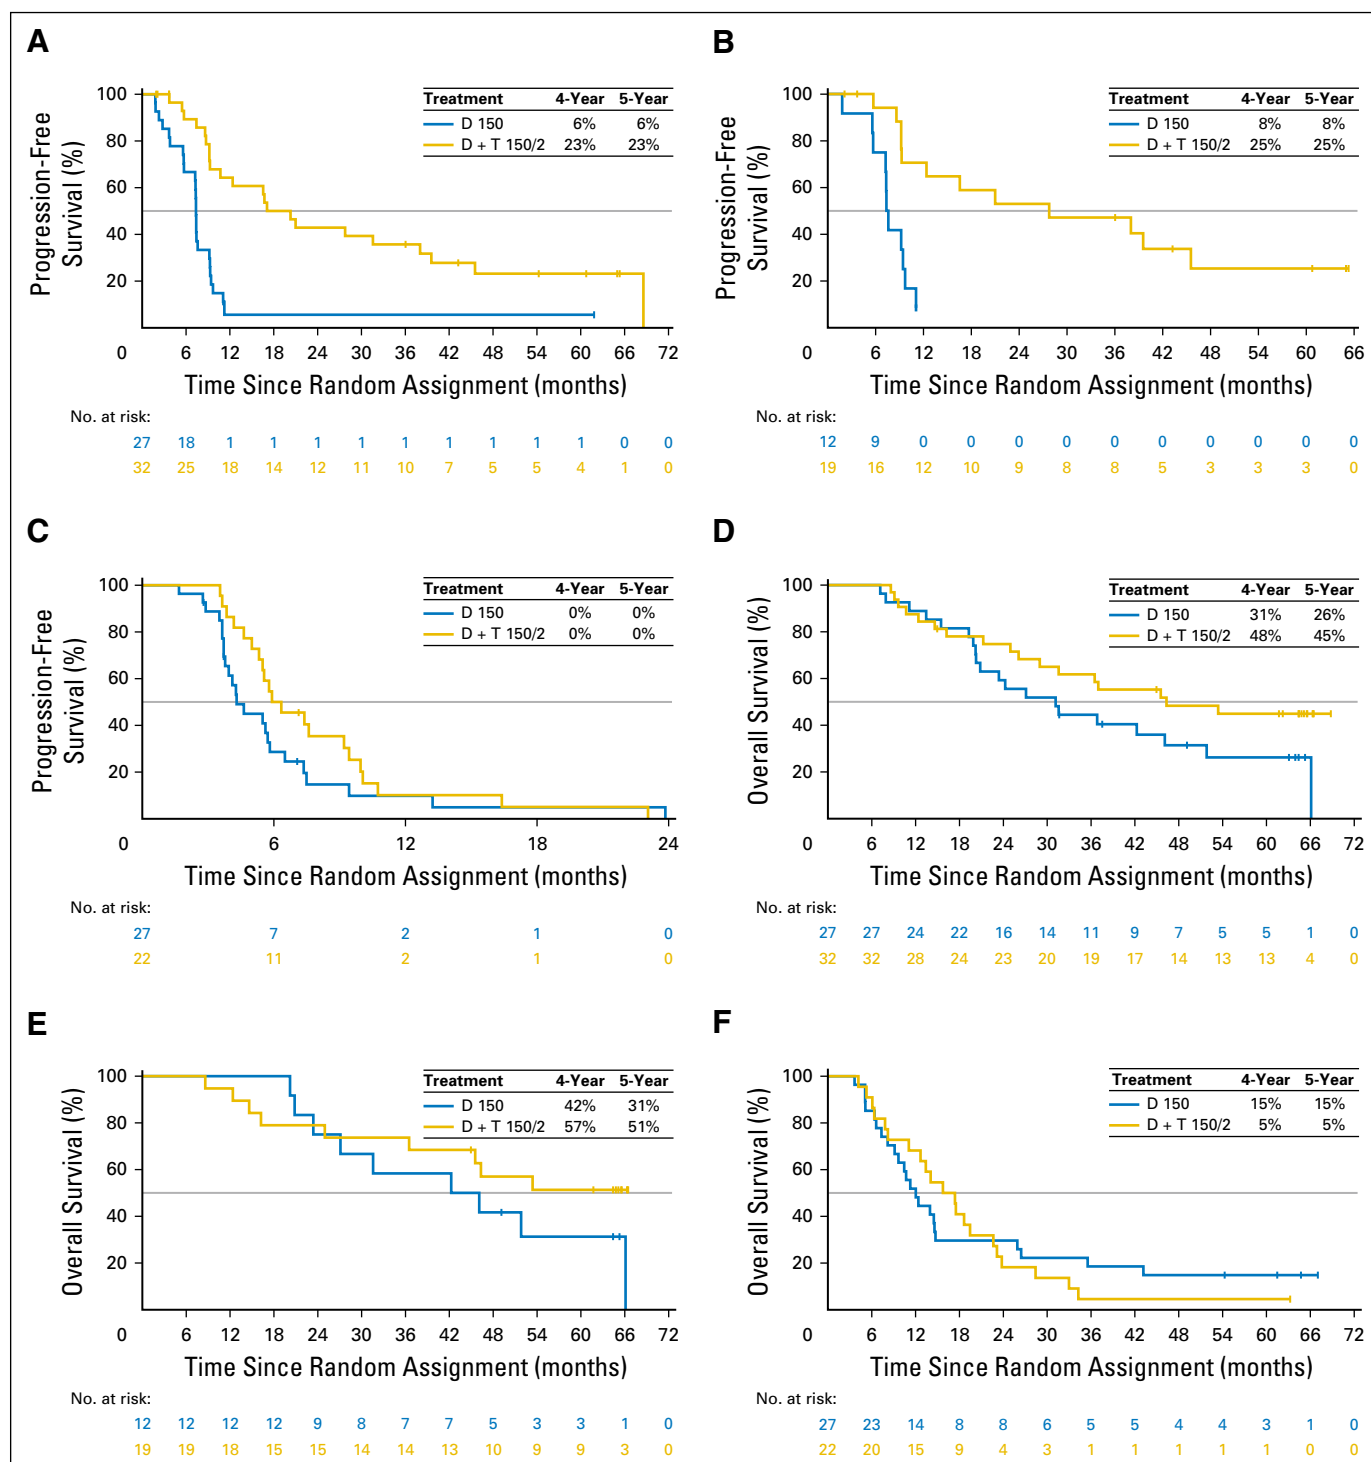 A
Progression-Free
Survival (%)
100
80
60
40
20
Treatment 4-Year 5-Year
D 150 6% 6%
D + T 150/2 23% 23%
0 6 12 18 24 30 36 42 48 54 60 66 72
Time Since Random Assignment (months)
No. at risk:
27 18 1 1 1 1 1 1 1 1 1 0 0
32 25 18 14 12 11 10 7 5 5 4 1 0
B
Progression-Free
Survival (%)
100
80
60
40
20
Treatment 4-Year 5-Year
D 150 8% 8%
D + T 150/2 25% 25%
0 6 12 18 24 30 36 42 48 54 60 66
Time Since Random Assignment (months)
No. at risk:
12 9 0 0 0 0 0 0 0 0 0 0
19 16 12 10 9 8 8 5 3 3 3 0
C
Progression-Free
Survival (%)
100
80
60
40
20
Treatment 4-Year 5-Year
D 150 0% 0%
D + T 150/2 0% 0%
0 6 12 18 24
Time Since Random Assignment (months)
No. at risk:
27 7 2 1 0
22 11 2 1 0
D
Overall Survival (%)
100
80
60
40
20
Treatment 4-Year 5-Year
D 150 31% 26%
D + T 150/2 48% 45%
0 6 12 18 24 30 36 42 48 54 60 66 72
Time Since Random Assignment (months)
No. at risk:
27 27 24 22 16 14 11 9 7 5 5 1 0
32 32 28 24 23 20 19 17 14 13 13 4 0
E
Overall Survival (%)
100
80
60
40
20
Treatment 4-Year 5-Year
D 150 42% 31%
D + T 150/2 57% 51%
0 6 12 18 24 30 36 42 48 54 60 66 72
Time Since Random Assignment (months)
No. at risk:
12 12 12 12 9 8 7 7 5 3 3 1 0
19 19 18 15 15 14 14 13 10 9 9 3 0
F
Overall Survival (%)
100
80
60
40
20
Treatment 4-Year 5-Year
D 150 15% 15%
D + T 150/2 5% 5%
0 6 12 18 24 30 36 42 48 54 60 66 72
Time Since Random Assignment (months)
No. at risk:
27 23 14 8 8 6 5 5 4 4 3 1 0
22 20 15 9 4 3 1 1 1 1 1 0 0